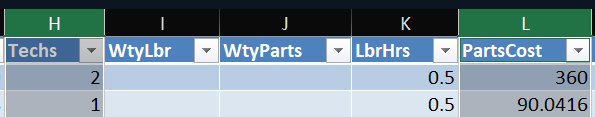 H I J K L
Techs WtyLbr WtyParts LbrHrs PartsCost
2 0.5 360
1 0.5 90.0416